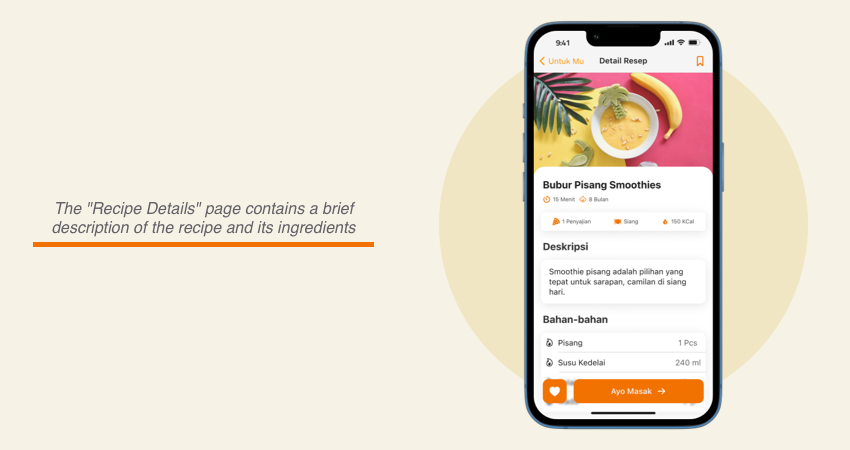 The "Recipe Details" page contains a brief
description of the recipe and its ingredients
9:41
Untuk Mu
Detail Resep
Bubur Pisang Smoothies
15 Menit
8 Bulan
1 Penyajian
Siang
150 KCal
Deskripsi
Smoothie pisang adalah pilihan yang
tepat untuk sarapan, camilan di siang
hari.
Bahan-bahan
Pisang 1 Pcs
Susu Kedelai 240 ml
Ayo Masak